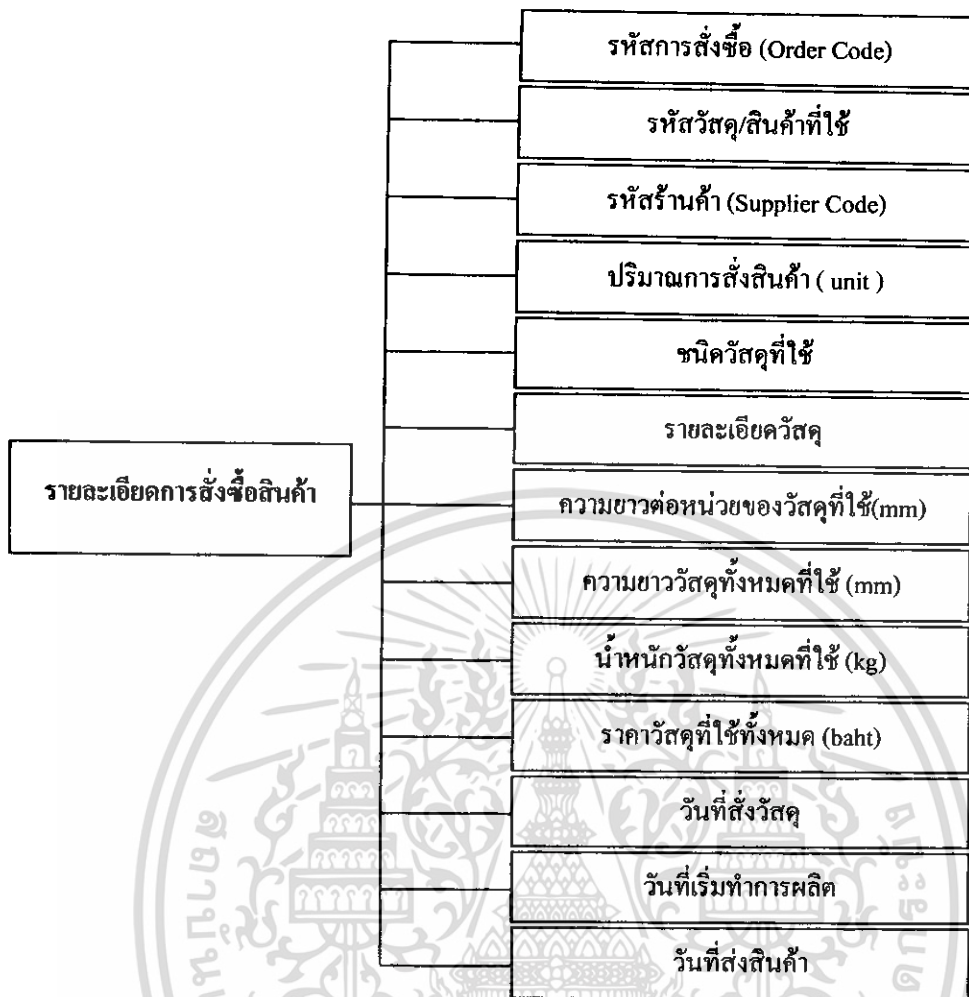 รหัสการสั่งซื้อ (Order Code)
รหัสวัสดุ/สินค้าที่ใช้
รหัสร้านค้า (Supplier Code)
ปริมาณการสั่งสินค้า ( unit )
ชนิดวัสดุที่ใช้
รายละเอียดวัสดุ
รายละเอียดการสั่งซื้อสินค้า
ความยาวต่อหน่วยของวัสดุที่ใช้(mm)
ความยาววัสดุทั้งหมดที่ใช้ (mm)
น้ำหนักวัสดุทั้งหมดที่ใช้ (kg)
ราคาวัสดุที่ใช้ทั้งหมด (baht)
วันที่สั่งวัสดุ
วันที่เริ่มทำการผลิต
วันที่ส่งสินค้า